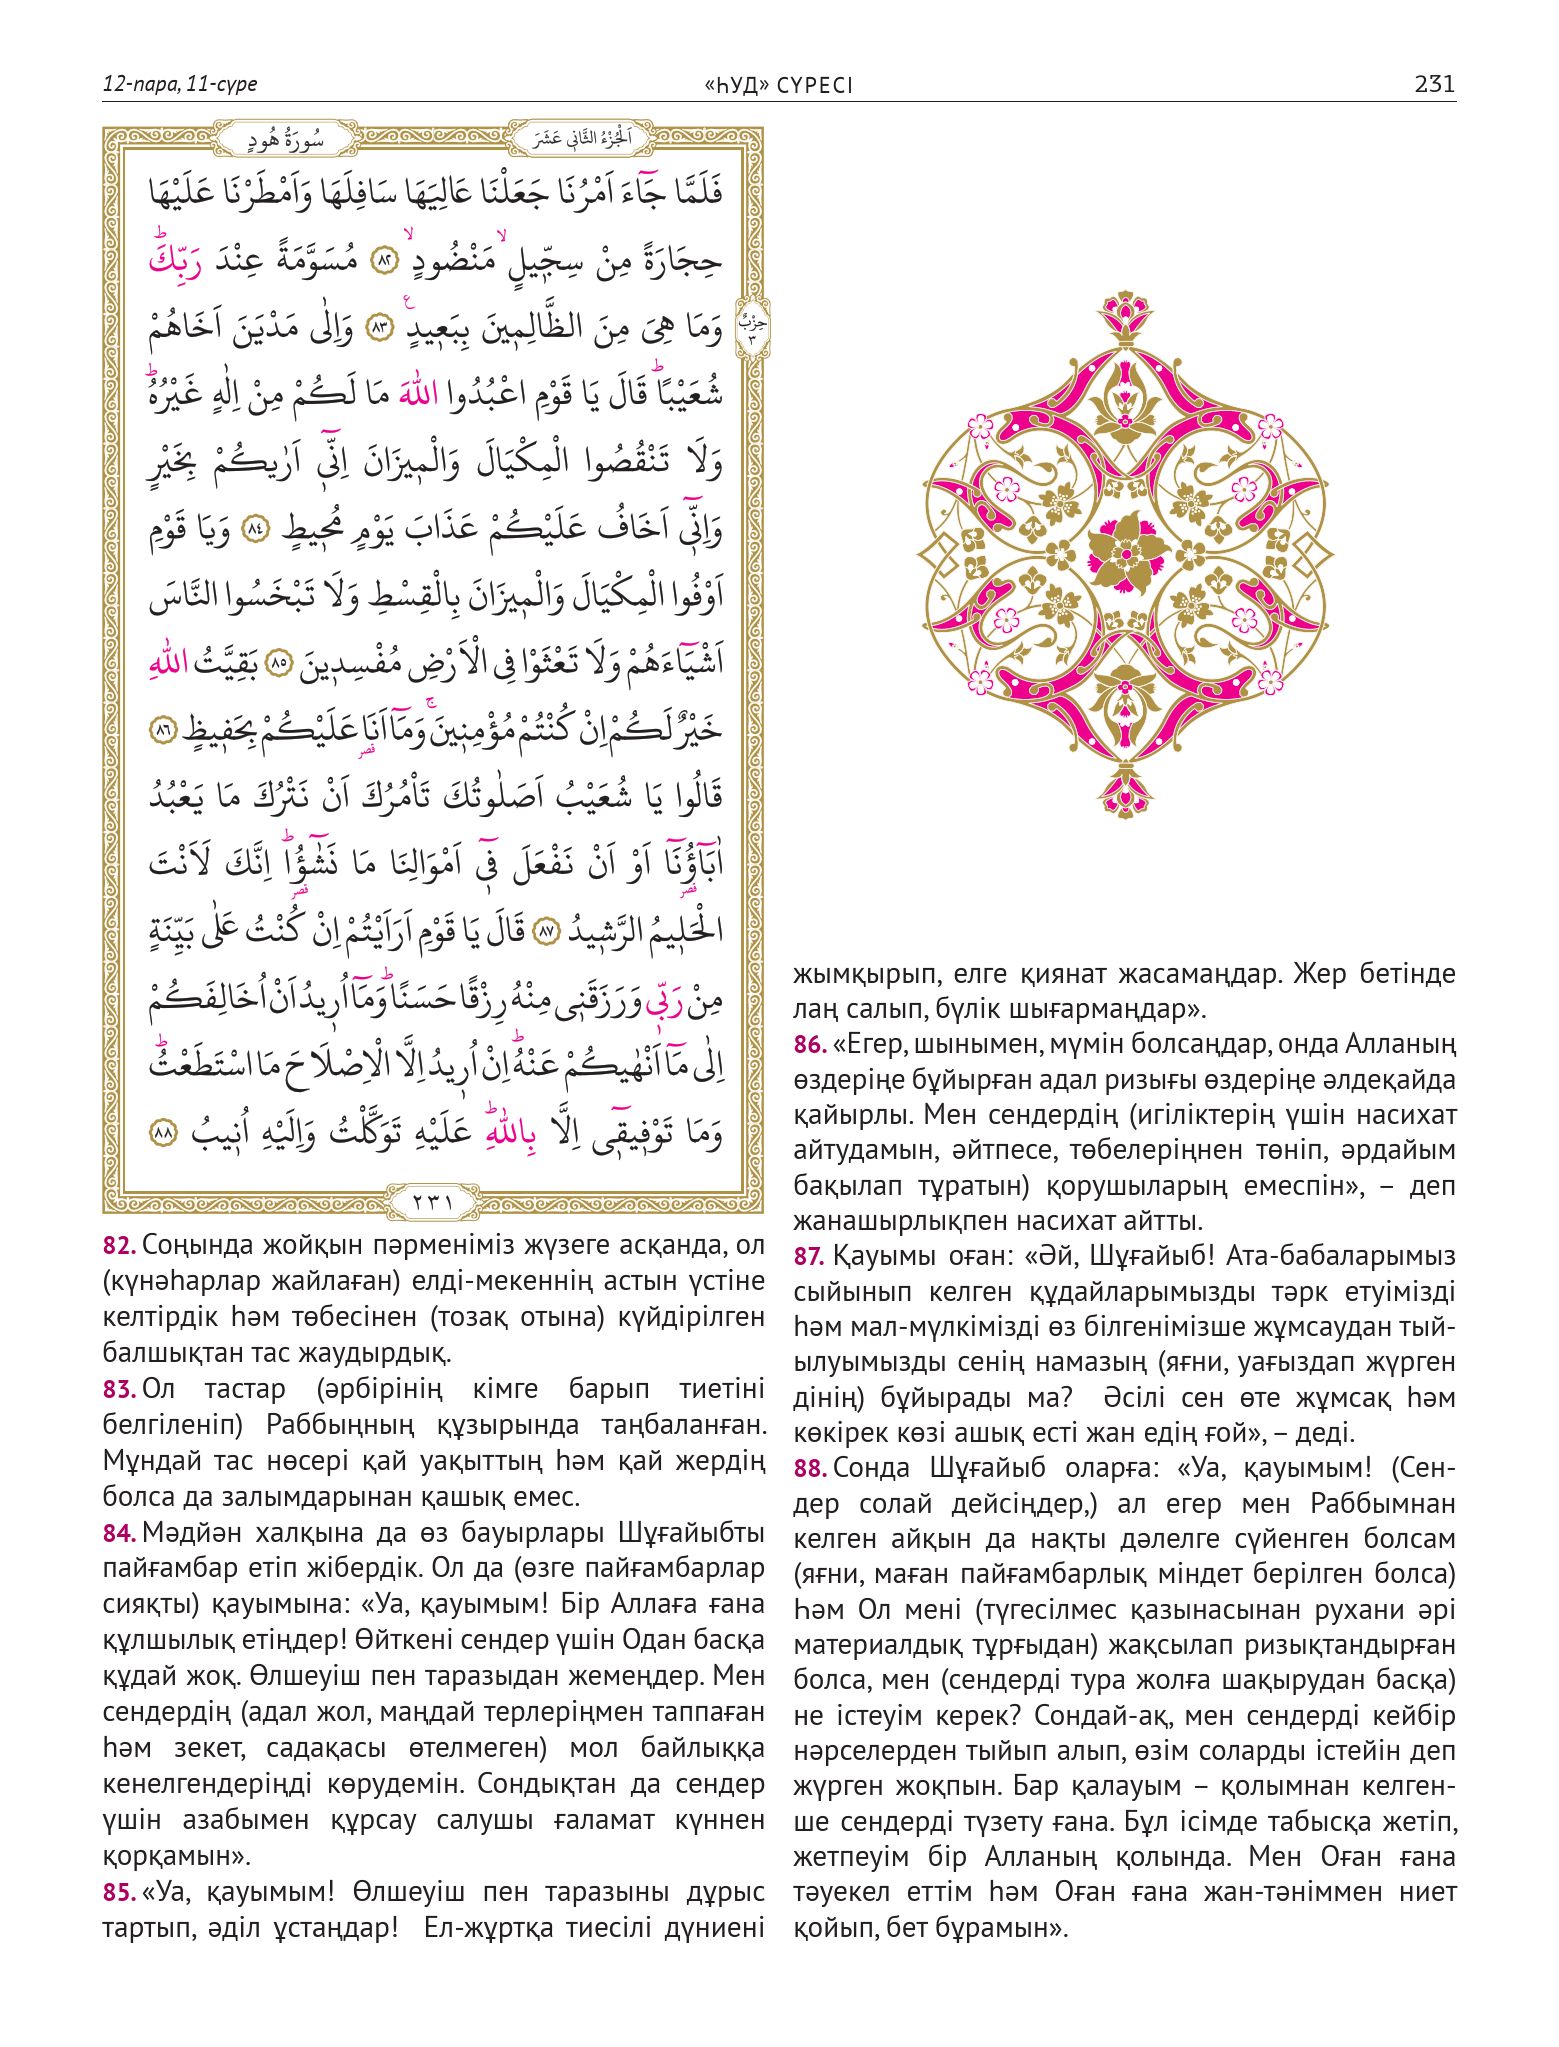 12-пара, 11-сүре
«ҺУД» СҮРЕСІ
231
سُورَةُ هُودٍ
اَلْجُزْءُ الثَّانٖي عَشَرَ
فَلَمَّا جَٓاءَ اَمْرُنَا جَعَلْنَا عَالِيَهَا سَافِلَهَا وَاَمْطَرْنَا عَلَيْهَا
حِجَارَةً مِنْ سِجّٖيلٍۙ مَنْضُودٍۙ ﴿٨٢﴾ مُسَوَّمَةً عِنْدَ رَبِّكَۜ
وَمَا هِيَ مِنَ الظَّالِمٖينَ بِبَعٖيدٍࣖ ﴿٨٣﴾ وَاِلٰى مَدْيَنَ اَخَاهُمْ
حِزْبٌ
٣
شُعَيْبًاۜ قَالَ يَا قَوْمِ اعْبُدُوا اللّٰهَ مَا لَكُمْ مِنْ اِلٰهٍ غَيْرُهُۜ
وَلَا تَنْقُصُوا الْمِكْيَالَ وَالْمٖيزَانَ اِنّٖٓي اَرٰيكُمْ بِخَيْرٍ
وَاِنّٖٓي اَخَافُ عَلَيْكُمْ عَذَابَ يَوْمٍ مُحٖيطٍ ﴿٨٤﴾ وَيَا قَوْمِ
اَوْفُوا الْمِكْيَالَ وَالْمٖيزَانَ بِالْقِسْطِ وَلَا تَبْخَسُوا النَّاسَ
اَشْيَٓاءَهُمْ وَلَا تَعْثَوْا فِي الْاَرْضِ مُفْسِدٖينَ ﴿٨٥﴾ بَقِيَّتُ اللّٰهِ
خَيْرٌ لَكُمْ اِنْ كُنْتُمْ مُؤْمِنٖينَۚ وَمَٓا اَنَا عَلَيْكُمْ بِحَفٖيظٍ ﴿٨٦﴾
قَالُوا يَا شُعَيْبُ اَصَلٰوتُكَ تَأْمُرُكَ اَنْ نَتْرُكَ مَا يَعْبُدُ
اٰبَٓاؤُ۬نَٓا اَوْ اَنْ نَفْعَلَ فٖٓي اَمْوَالِنَا مَا نَشٰٓؤُ۬اۜ اِنَّكَ لَاَنْتَ
الْحَلٖيمُ الرَّشٖيدُ ﴿٨٧﴾ قَالَ يَا قَوْمِ اَرَاَيْتُمْ اِنْ كُنْتُ عَلٰى بَيِّنَةٍ
مِنْ رَبّٖي وَرَزَقَنٖي مِنْهُ رِزْقًا حَسَنًاۜ وَمَٓا اُرٖيدُ اَنْ اُخَالِفَكُمْ
اِلٰى مَٓا اَنْهٰيكُمْ عَنْهُۜ اِنْ اُرٖيدُ اِلَّا الْاِصْلَاحَ مَا اسْتَطَعْتُۜ
وَمَا تَوْفٖيقٖٓي اِلَّا بِاللّٰهِۜ عَلَيْهِ تَوَكَّلْتُ وَاِلَيْهِ اُنٖيبُ ﴿٨٨﴾
٢٣١
82. Соңында жойқын пәрменіміз жүзеге асқанда, ол
(күнәһарлар жайлаған) елді-мекеннің астын үстіне
келтірдік һәм төбесінен (тозақ отына) күйдірілген
балшықтан тас жаудырдық.
83. Ол тастар (әрбірінің кімге барып тиетіні
белгіленіп) Раббыңның құзырында таңбаланған.
Мұндай тас нөсері қай уақыттың һәм қай жердің
болса да залымдарынан қашық емес.
84. Мәдйән халқына да өз бауырлары Шұғайыбты
пайғамбар етіп жібердік. Ол да (өзге пайғамбарлар
сияқты) қауымына: «Уа, қауымым! Бір Аллаға ғана
құлшылық етіңдер! Өйткені сендер үшін Одан басқа
құдай жоқ. Өлшеуіш пен таразыдан жемеңдер. Мен
сендердің (адал жол, маңдай терлеріңмен таппаған
һәм зекет, садақасы өтелмеген) мол байлыққа
кенелгендеріңді көрудемін. Сондықтан да сендер
үшін азабымен құрсау салушы ғаламат күннен
қорқамын».
85. «Уа, қауымым! Өлшеуіш пен таразыны дұрыс
тартып, әділ ұстаңдар! Ел-жұртқа тиесілі дүниені
жымқырып, елге қиянат жасамаңдар. Жер бетінде
лаң салып, бүлік шығармаңдар».
86. «Егер, шынымен, мүмін болсаңдар, онда Алланың
өздеріңе бұйырған адал ризығы өздеріңе әлдеқайда
қайырлы. Мен сендердің (игіліктерің үшін насихат
айтудамын, әйтпесе, төбелеріңнен төніп, әрдайым
бақылап тұратын) қорушыларың емеспін», – деп
жанашырлықпен насихат айтты.
87. Қауымы оған: «Әй, Шұғайыб! Ата-бабаларымыз
сыйынып келген құдайларымызды тәрк етуімізді
һәм мал-мүлкімізді өз білгенімізше жұмсаудан тый-
ылуымызды сенің намазың (яғни, уағыздап жүрген
дінің) бұйырады ма? Әсілі сен өте жұмсақ һәм
көкірек көзі ашық есті жан едің ғой», – деді.
88. Сонда Шұғайыб оларға: «Уа, қауымым! (Сен-
дер солай дейсіңдер,) ал егер мен Раббымнан
келген айқын да нақты дәлелге сүйенген болсам
(яғни, маған пайғамбарлық міндет берілген болса)
Һәм Ол мені (түгесілмес қазынасынан рухани әрі
материалдық тұрғыдан) жақсылап ризықтандырған
болса, мен (сендерді тура жолға шақырудан басқа)
не істеуім керек? Сондай-ақ, мен сендерді кейбір
нәрселерден тыйып алып, өзім соларды істейін деп
жүрген жоқпын. Бар қалауым – қолымнан келген-
ше сендерді түзету ғана. Бұл ісімде табысқа жетіп,
жетпеуім бір Алланың қолында. Мен Оған ғана
тәуекел еттім һәм Оған ғана жан-тәніммен ниет
қойып, бет бұрамын».